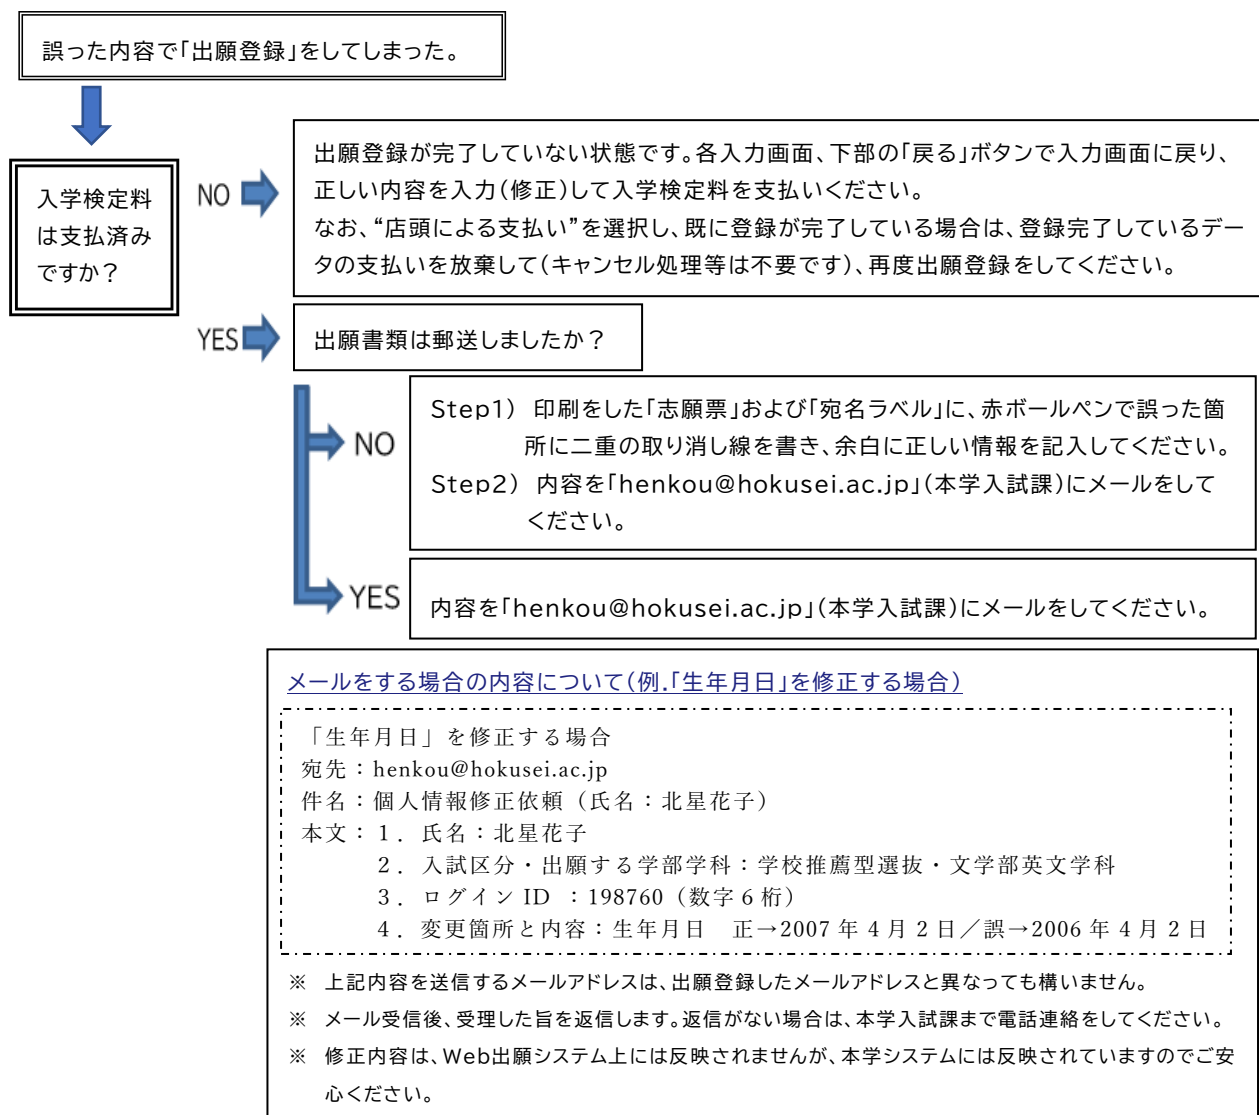 誤った内容で「出願登録」をしてしまった。
入学検定料
は支払済み
ですか?
NO
出願登録が完了していない状態です。各入力画面、下部の「戻る」ボタンで入力画面に戻り、
正しい内容を入力(修正)して入学検定料を支払いください。
なお、“店頭による支払い”を選択し、既に登録が完了している場合は、登録完了しているデー
タの支払いを放棄して(キャンセル処理等は不要です)、再度出願登録をしてください。
YES
出願書類は郵送しましたか?
NO
Step1) 印刷をした「志願票」および「宛名ラベル」に、赤ボールペンで誤った箇
所に二重の取り消し線を書き、余白に正しい情報を記入してください。
Step2) 内容を「henkou@hokusei.ac.jp」(本学入試課)にメールをして
ください。
YES
内容を「henkou@hokusei.ac.jp」(本学入試課)にメールをしてください。
メールをする場合の内容について(例.「生年月日」を修正する場合)
「生年月日」を修正する場合
宛先:henkou@hokusei.ac.jp
件名:個人情報修正依頼(氏名:北星花子)
本文:1.氏名:北星花子
2.入試区分・出願する学部学科:学校推薦型選抜・文学部英文学科
3.ログイン ID :198760(数字6桁)
4.変更箇所と内容:生年月日 正→2007年4月2日/誤→2006年4月2日
※ 上記内容を送信するメールアドレスは、出願登録したメールアドレスと異なっても構いません。
※ メール受信後、受理した旨を返信します。返信がない場合は、本学入試課まで電話連絡をしてください。
※ 修正内容は、Web出願システム上には反映されませんが、本学システムには反映されていますのでご安
心ください。